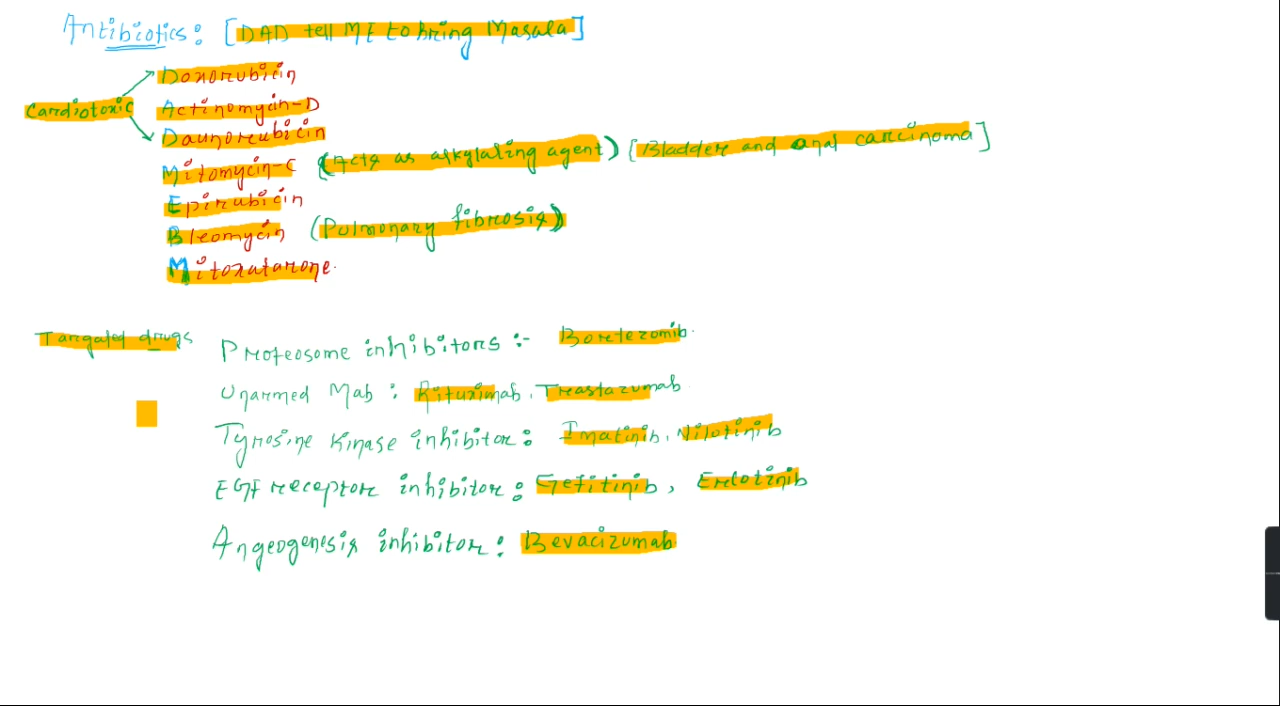 Antibiotics: [DAD tell ME to bring Masala]
Doxorubicin
Cardiotoxic Actinomycin-D
Daunorubicin
Mitomycin-C (Acts as alkylating agent) [Bladder and anal carcinoma]
Epirubicin
Bleomycin (Pulmonary fibrosis)
Mitoxatarone.
Targated drugs
Proteosome inhibitors :- Bortezomib.
Unarmed Mab : Rituximab, Trastazumab.
Tyrosine kinase inhibitor : Imatinib, Nilotinib
EGF receptor inhibitor : Gefitinib, Erlotinib
Angeogenesis inhibitor : Bevacizumab